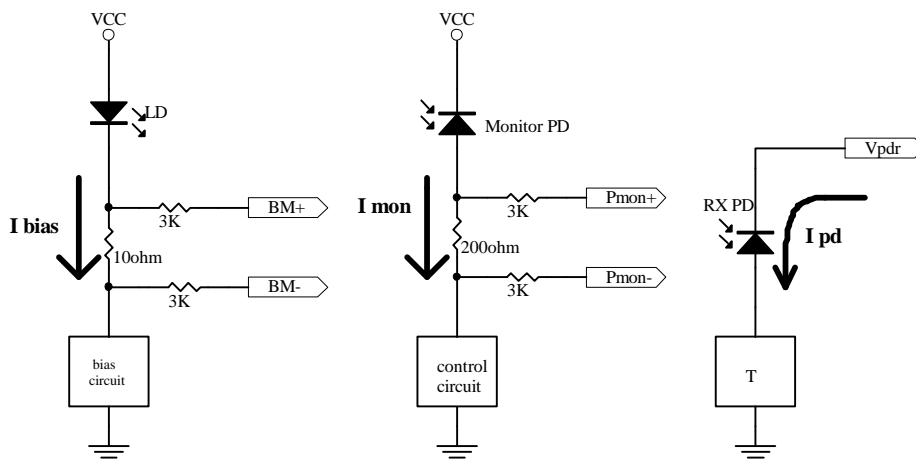 VCC
LD
I bias
3K
BM+
10ohm
3K
BM-
bias
circuit
VCC
Monitor PD
I mon
3K
Pmon+
200ohm
3K
Pmon-
control
circuit
Vpdr
RX PD
I pd
T